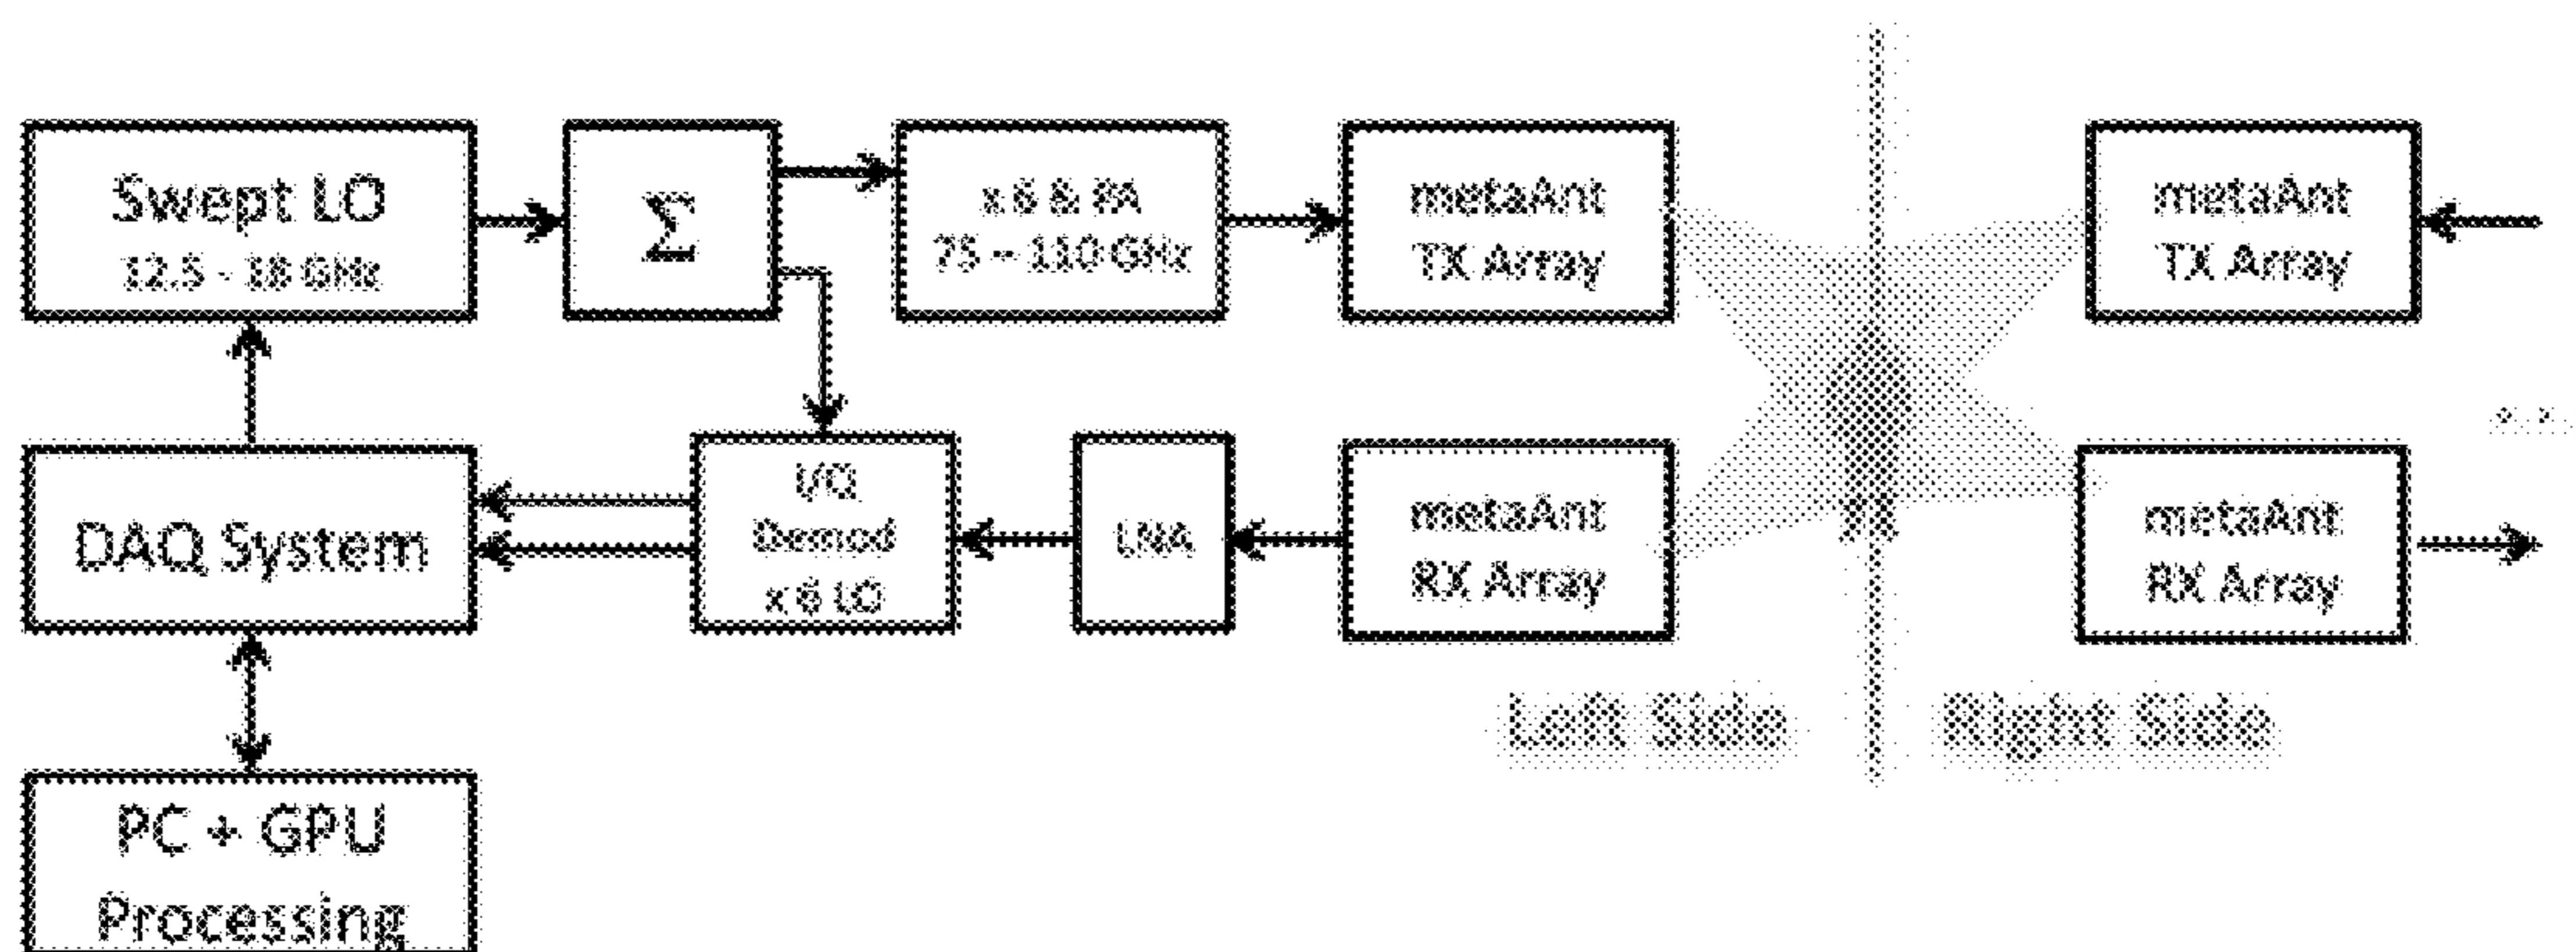 Swept LO
12.5 - 18 GHz
Σ
x 6 & PA
75 – 110 GHz
metaAnt
TX Array
metaAnt
TX Array
DAQ System
I/Q
Demod
x 6 LO
LNA
metaAnt
RX Array
metaAnt
RX Array
Left Side
Right Side
PC + GPU
Processing